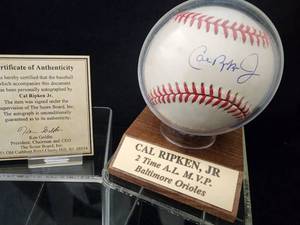 Certificate of Authenticity
hereby certified that the baseball
which accompanies this document
has been personally autographed by
Cal Ripken Jr.
The item was signed under the
supervision of The Score Board, Inc.
The autograph is unconditionally
guaranteed as to its authenticity.
Ken Goldin
President, Chairman and CEO
The Score Board, Inc.
Cal Ripken Jr
CAL RIPKEN, JR
2 Time A.L. M.V.P.
Baltimore Orioles